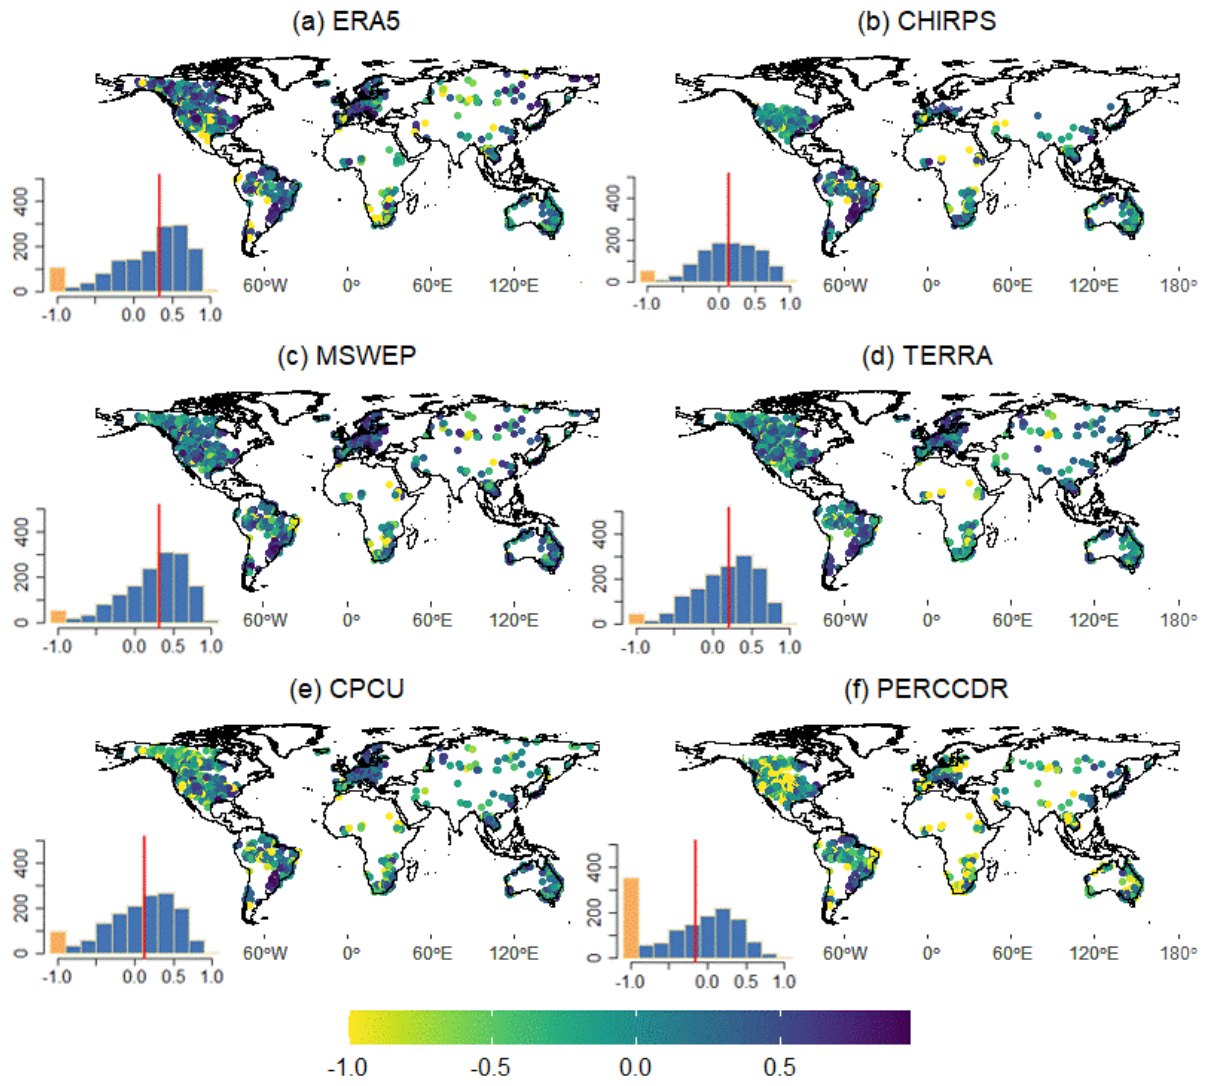 (a) ERA5
(b) CHIRPS
400
200
0
-1.0 0.0 0.5 1.0
60°W 0° 60°E 120°E
400
200
0
-1.0 0.0 0.5 1.0
60°W 0° 60°E 120°E 180°
(c) MSWEP
(d) TERRA
400
200
0
-1.0 0.0 0.5 1.0
60°W 0° 60°E 120°E
400
200
0
-1.0 0.0 0.5 1.0
60°W 0° 60°E 120°E 180°
(e) CPCU
(f) PERCCDR
400
200
0
-1.0 0.0 0.5 1.0
60°W 0° 60°E 120°E
400
200
0
-1.0 0.0 0.5 1.0
60°W 0° 60°E 120°E 180°
-1.0 -0.5 0.0 0.5